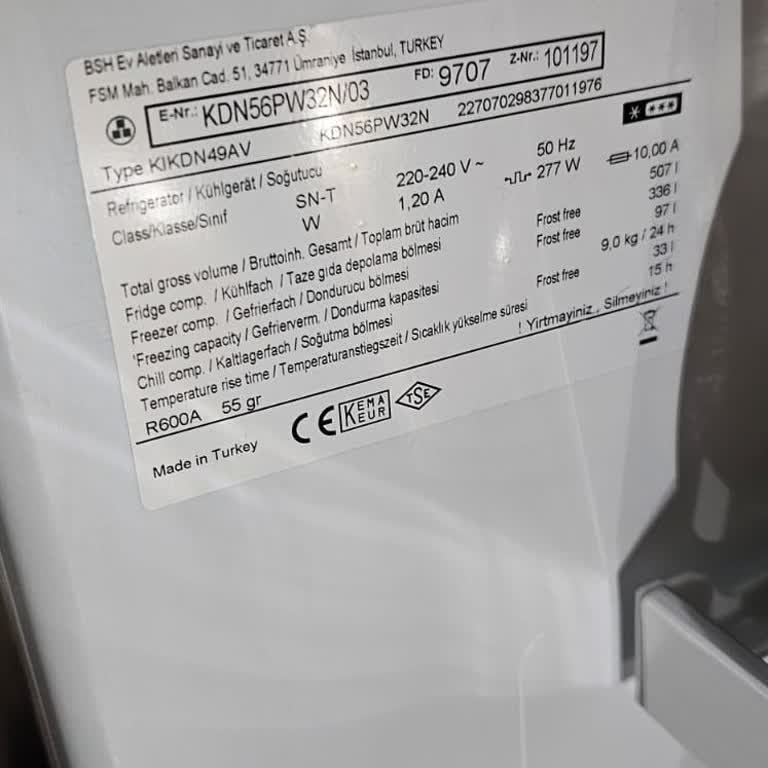 BSH Ev Aletleri Sanayi ve Ticaret A.Ş.
FSM Mah. Balkan Cad. 51, 34771 Ümraniye İstanbul, TURKEY
E-Nr.: KDN56PW32N/03 FD: 9707 Z-Nr.: 101197
Type KIKDN49AV KDN56PW32N 227070298377011976
Refrigerator / Kühlgerät / Soğutucu
Class/Klasse/Sınıf SN-T 220-240 V ~ 50 Hz 10,00 A
W 1,20 A 277 W
Total gross volume / Bruttoinh. Gesamt / Toplam brüt hacim 507 l
Fridge comp. / Kühlfach / Taze gıda depolama bölmesi Frost free 336 l
Freezer comp. / Gefrierfach / Dondurucu bölmesi Frost free 97 l
'Freezing capacity / Gefrierverm. / Dondurma kapasitesi 9,0 kg / 24 h
Chill comp. / Kaltlagerfach / Soğutma bölmesi Frost free 33 l
Temperature rise time / Temperaturanstiegszeit / Sıcaklık yükselme süresi 15 h
! Yırtmayınız , Silmeyiniz !
R600A 55 gr
CE KEMA KEUR TSE
Made in Turkey